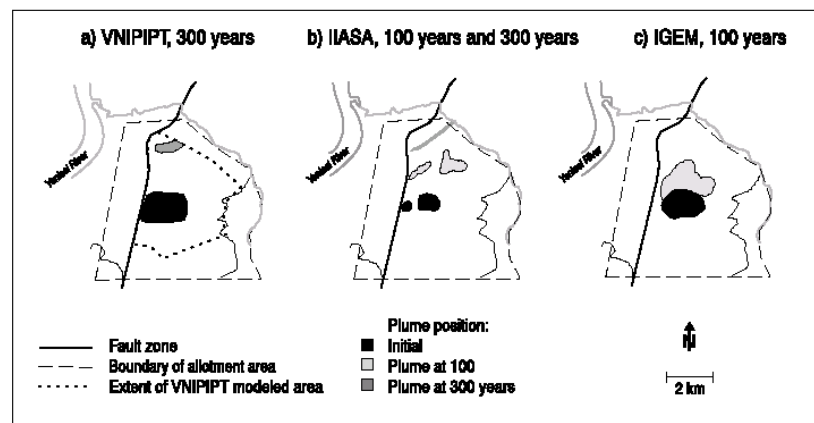 a) VNIPIPT, 300 years
b) IIASA, 100 years and 300 years
c) IGEM, 100 years
Yenisei River
Yenisei River
Yenisei River
Fault zone
Boundary of allotment area
Extent of VNIPIPT modeled area
Plume position:
Initial
Plume at 100
Plume at 300 years
N
2 km